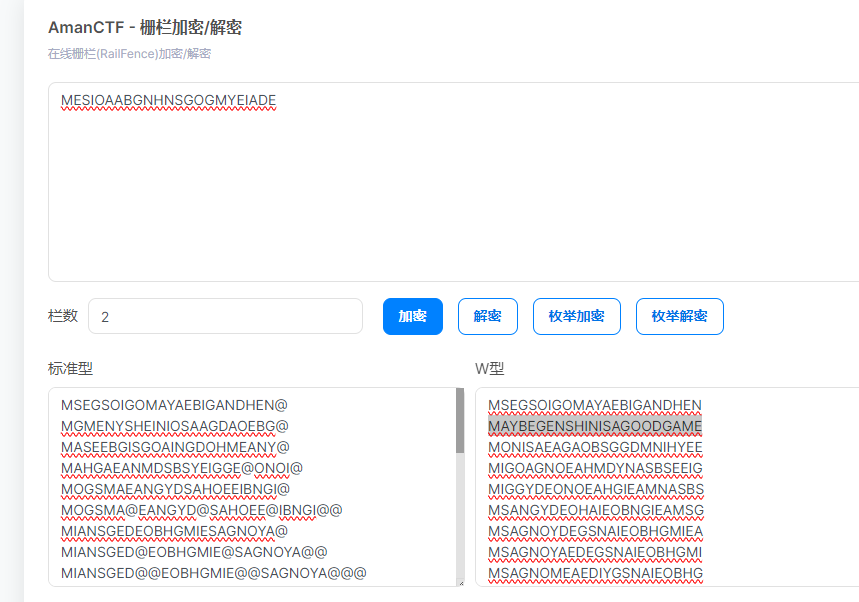 AmanCTF - 栅栏加密/解密
在线栅栏(RailFence)加密/解密
MESIOAABGNHNSGOGMYEIADE
栏数 2 加密 解密 枚举加密 枚举解密
标准型 W型
MSEGSOIGOMAYAEBIGANDHEN@
MGMENYSHEINIOSAAGDAOEBG@
MASEEBGISGOAINGDOHMEANY@
MAHGAEANMDSBSYEIGGE@ONOI@
MOGSMAEANGYDSAHOEEIBNGI@
MOGSMA@EANGYD@SAHOEE@IBNGI@@
MIANSGEDEOBHGMIESAGNOYA@
MIANSGED@EOBHGMIE@SAGNOYA@@
MIANSGED@@EOBHGMIE@@SAGNOYA@@@
MSEGSOIGOMAYAEBIGANDHEN
MAYBEGENSHINISAGOODGAME
MONISAEAGAOBSGGDMNIHYEE
MIGOAGNOEAHMDYNASBSEEIG
MIGGYDEONOEAHGIEAMNASBS
MSANGYDEOHAIEOBNGIEAMSG
MSAGNOYDEGSNAIEOBHGMIEA
MSAGNOYAEDEGSNAIEOBHGMI
MSAGNOMEAEDIYGSNAIEOBHG